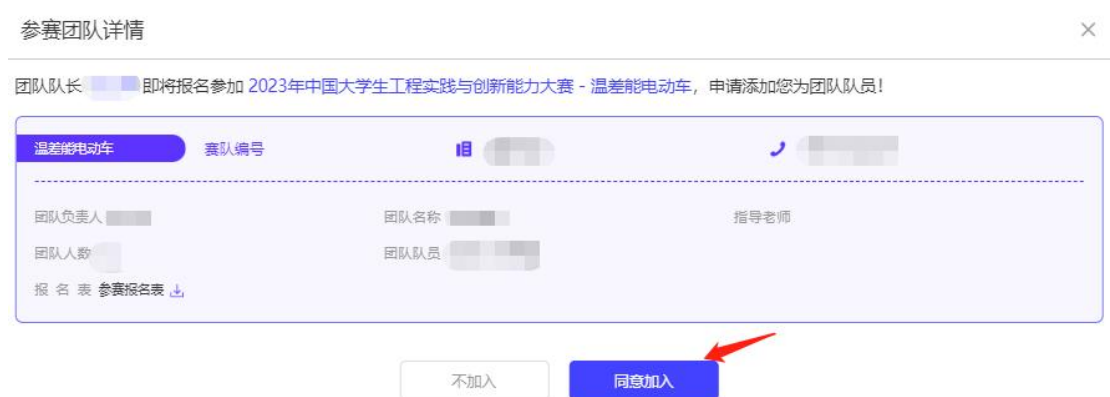 参赛团队详情
团队队长 即将报名参加 2023年中国大学生工程实践与创新能力大赛 - 温差能电动车，申请添加您为团队队员！
温差能电动车 赛队编号
团队负责人 团队名称 指导老师
团队人数 团队队员
报 名 表 参赛报名表
不加入 同意加入